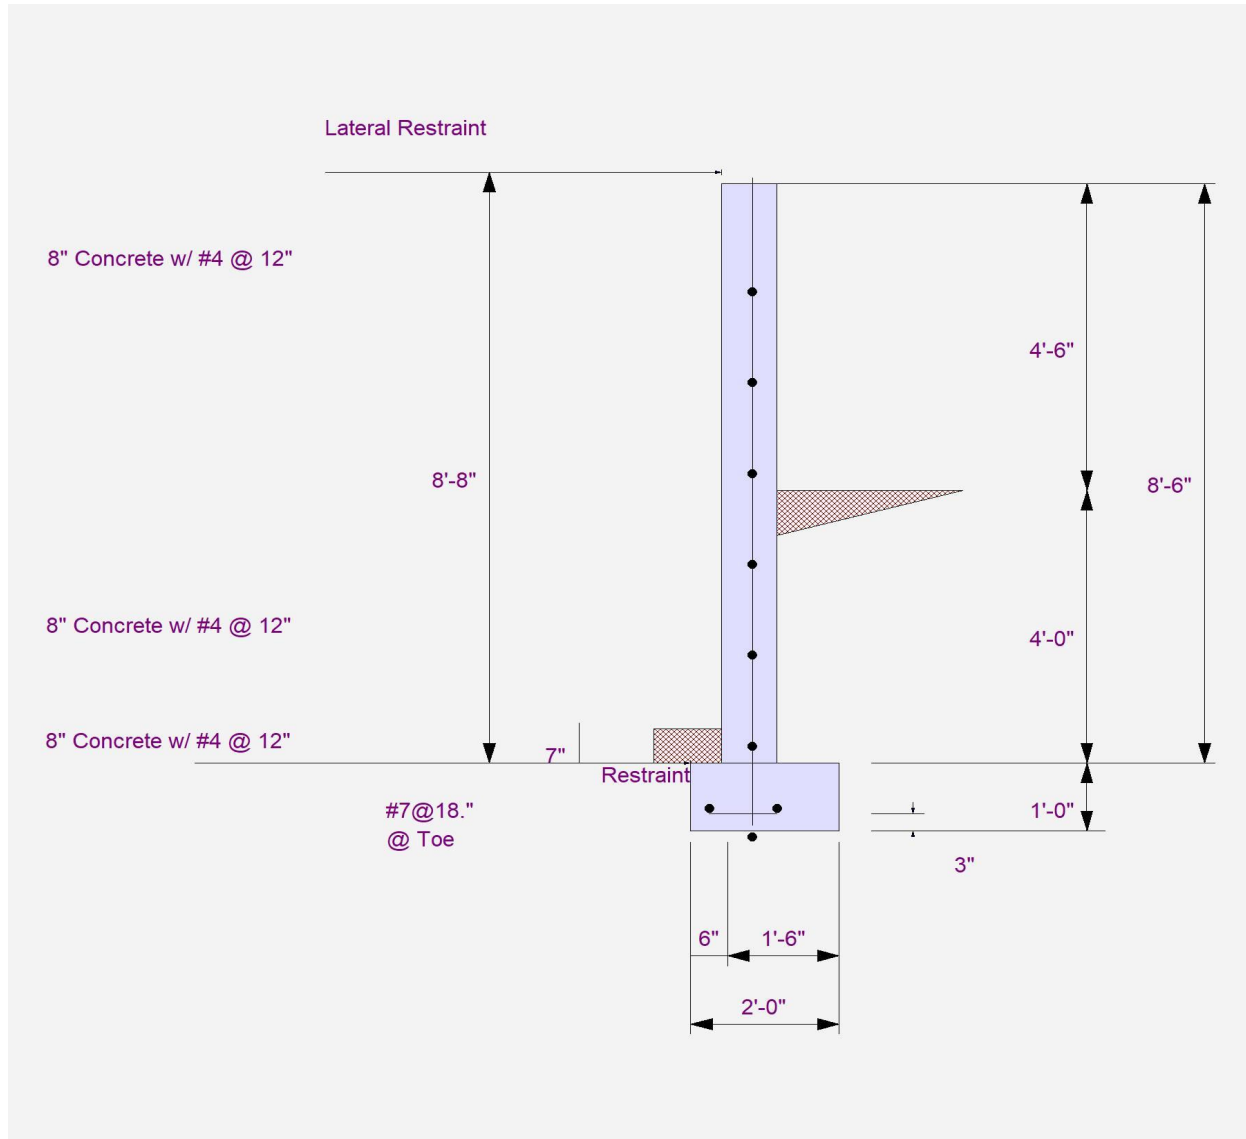 Lateral Restraint
8" Concrete w/ #4 @ 12"
4'-6"
8'-8"
8'-6"
8" Concrete w/ #4 @ 12"
4'-0"
8" Concrete w/ #4 @ 12"
7"
Restraint
#7@18."
@ Toe
1'-0"
3"
6"
1'-6"
2'-0"